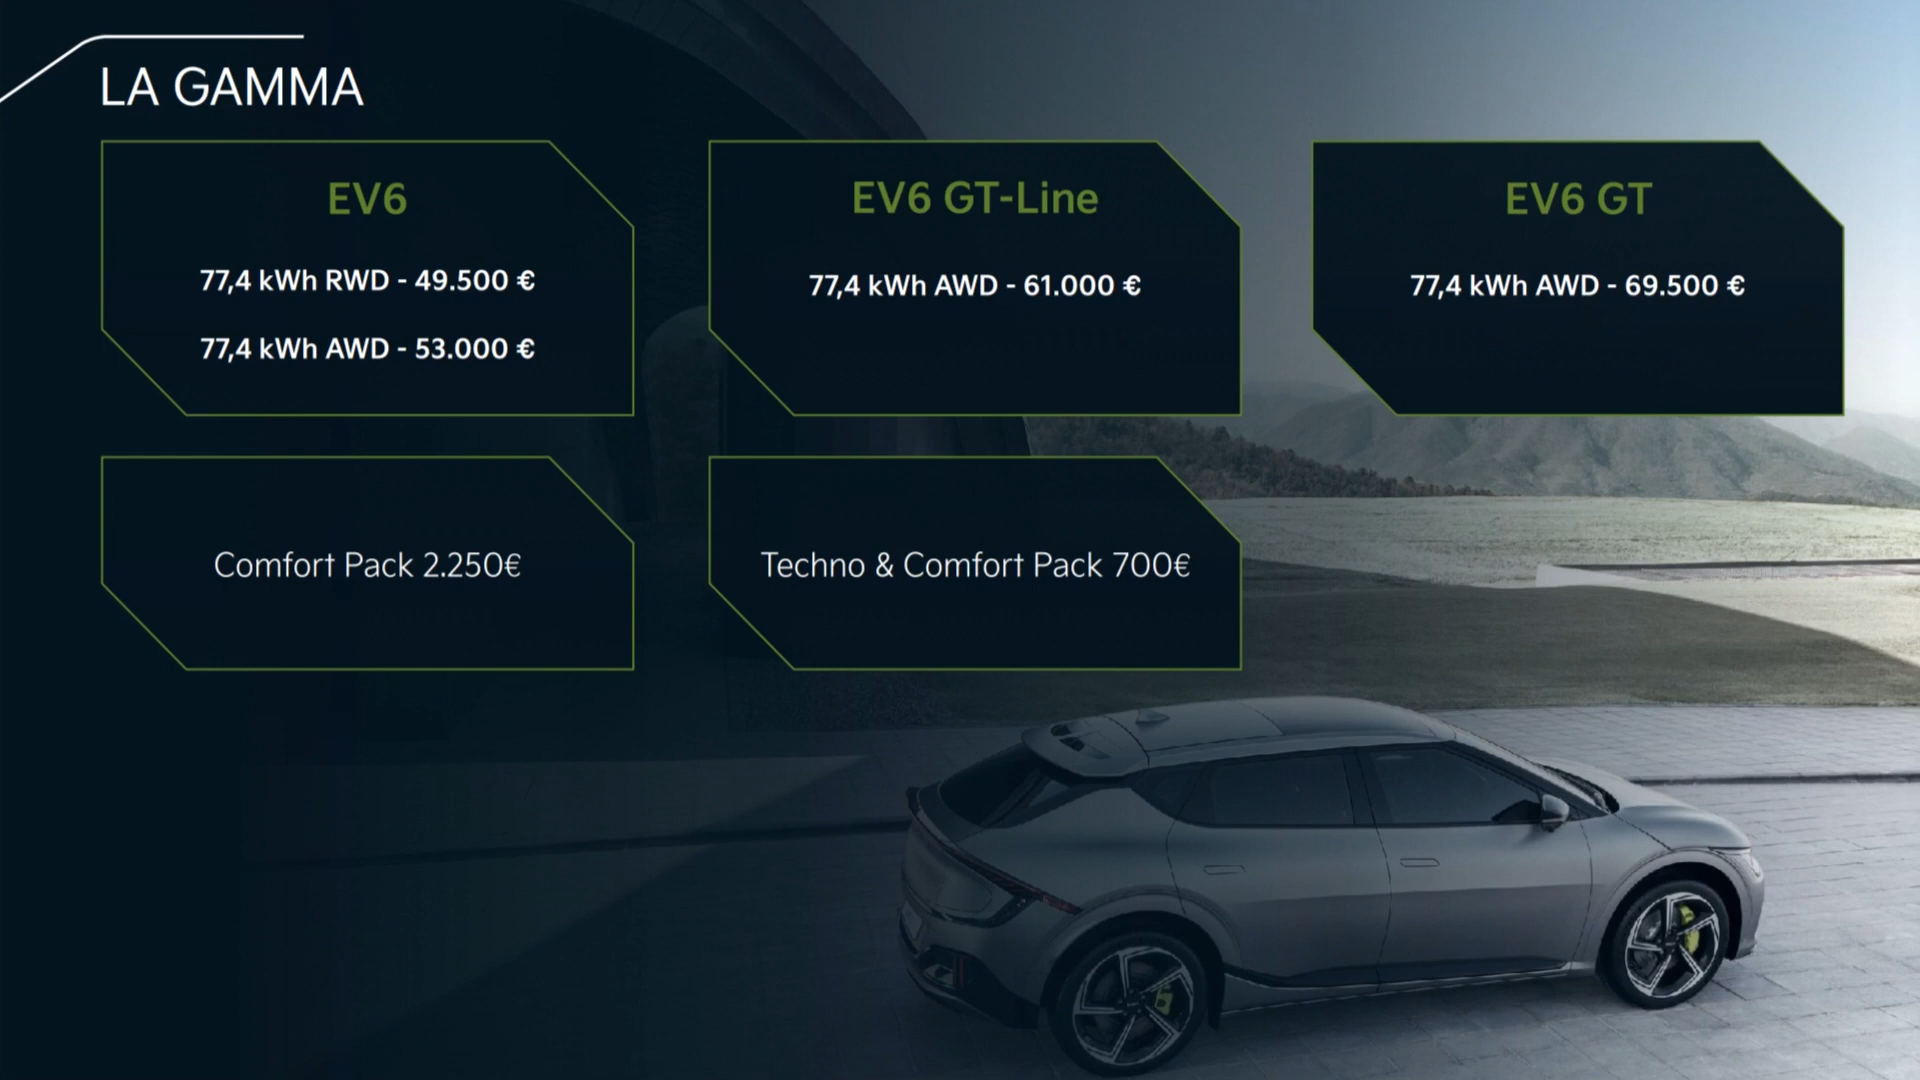 LA GAMMA
EV6
77,4 kWh RWD - 49.500 €
77,4 kWh AWD - 53.000 €
EV6 GT-Line
77,4 kWh AWD - 61.000 €
EV6 GT
77,4 kWh AWD - 69.500 €
Comfort Pack 2.250€
Techno & Comfort Pack 700€